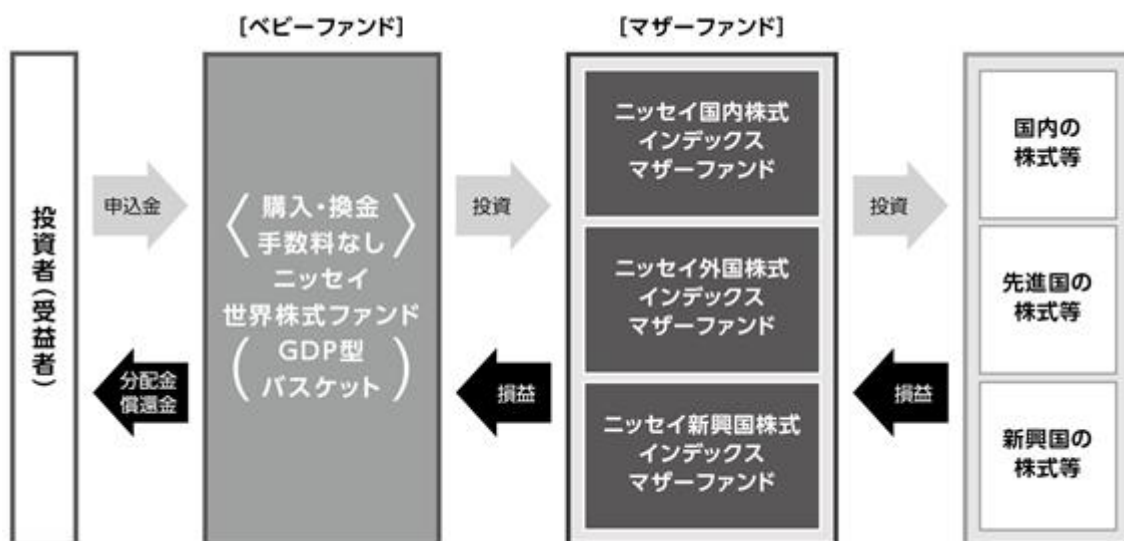 [ベビーファンド]
[マザーファンド]
投資者(受益者)
申込金
分配金
償還金
〈購入・換金
手数料なし〉
ニッセイ
世界株式ファンド
(GDP型
バスケット)
投資
損益
ニッセイ国内株式
インデックス
マザーファンド
ニッセイ外国株式
インデックス
マザーファンド
ニッセイ新興国株式
インデックス
マザーファンド
投資
損益
国内の
株式等
先進国の
株式等
新興国の
株式等